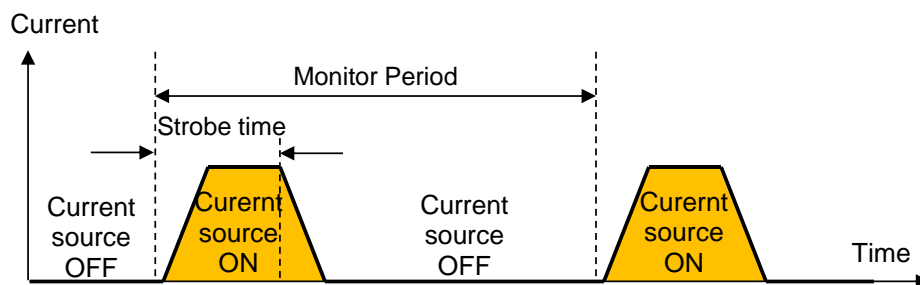 Current
Monitor Period
Strobe time
Current
source
OFF
Curernt
source
ON
Current
source
OFF
Curernt
source
ON
Time